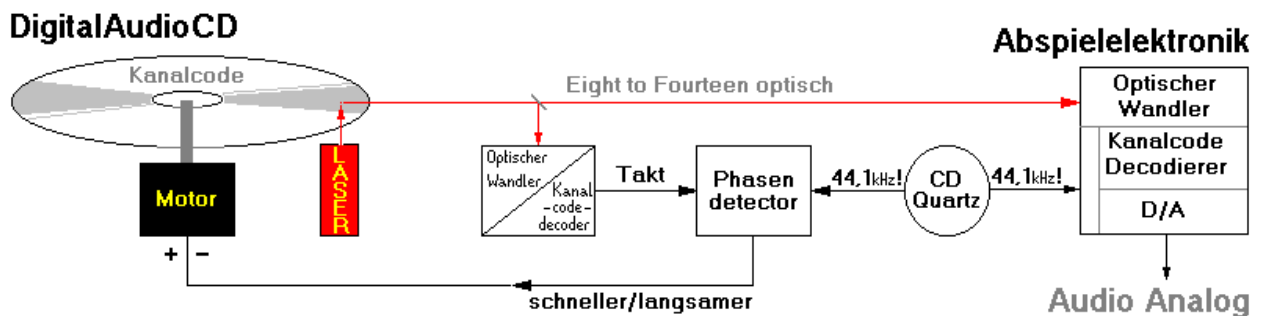 DigitalAudioCD
Abspielelektronik
Kanalcode
Eight to Fourteen optisch
Optischer
Wandler
LASER
Motor
+ –
Optischer
Wandler
Kanal
-code-
decoder
Takt
Phasen
detector
44,1kHz!
CD
Quartz
44,1kHz!
Kanalcode
Decodierer
D/A
schneller/langsamer
Audio Analog